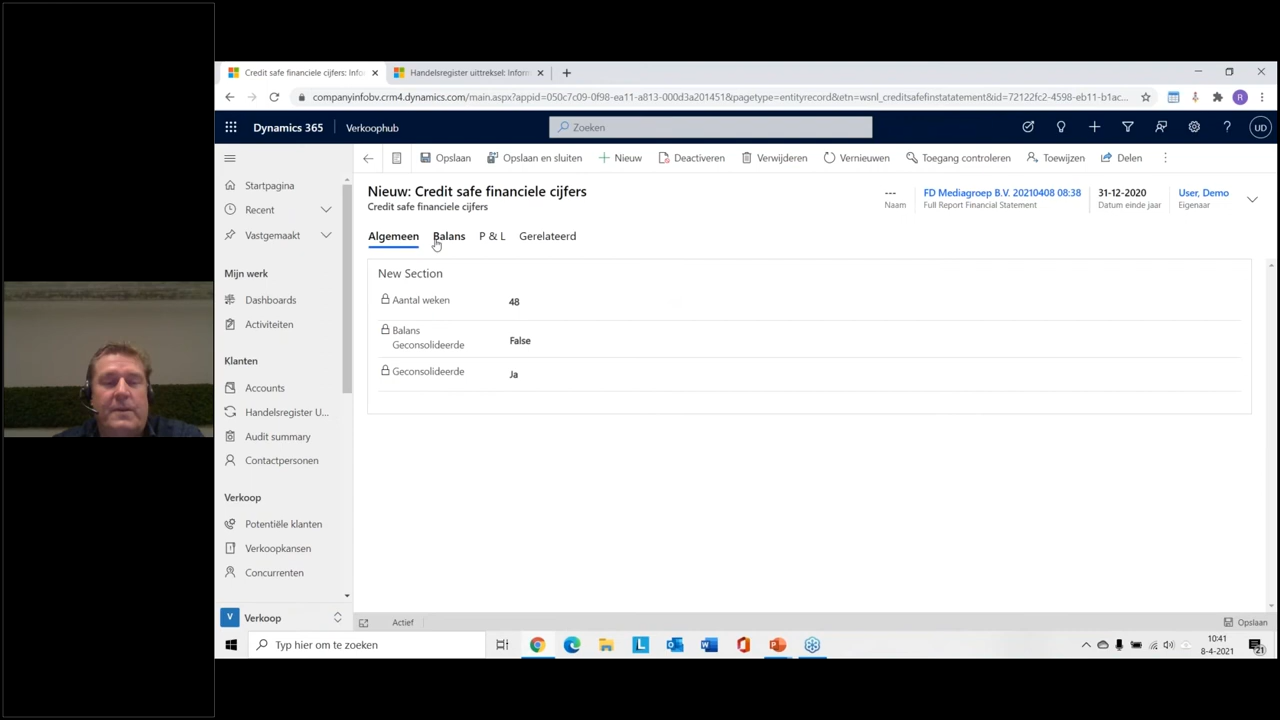 Credit safe financiele cijfers: Info
Handelsregister uittreksel: Inform
companyinfobv.crm4.dynamics.com/main.aspx?appid=050c7c09-0f98-ea11-a813-000d3a201451&pagetype=entityrecord&etn=wsnl_creditsafefinstatatement&id=72122fc2-4598-eb11-b1ac...
R
Dynamics 365
Verkoophub
Zoeken
UD
Opslaan
Opslaan en sluiten
Nieuw
Deactiveren
Verwijderen
Vernieuwen
Toegang controleren
Toewijzen
Delen
Startpagina
Recent
Vastgemaakt
Mijn werk
Dashboards
Activiteiten
Klanten
Accounts
Handelsregister U...
Audit summary
Contactpersonen
Verkoop
Potentiële klanten
Verkoopkansen
Concurrenten
V Verkoop
Nieuw: Credit safe financiele cijfers
Credit safe financiele cijfers
---
Naam
FD Mediagroep B.V. 20210408 08:38
Full Report Financial Statement
31-12-2020
Datum einde jaar
User, Demo
Eigenaar
Algemeen
Balans
P & L
Gerelateerd
New Section
Aantal weken
48
Balans
Geconsolideerde
False
Geconsolideerde
Ja
Actief
Opslaan
Typ hier om te zoeken
L
10:41
8-4-2021
21